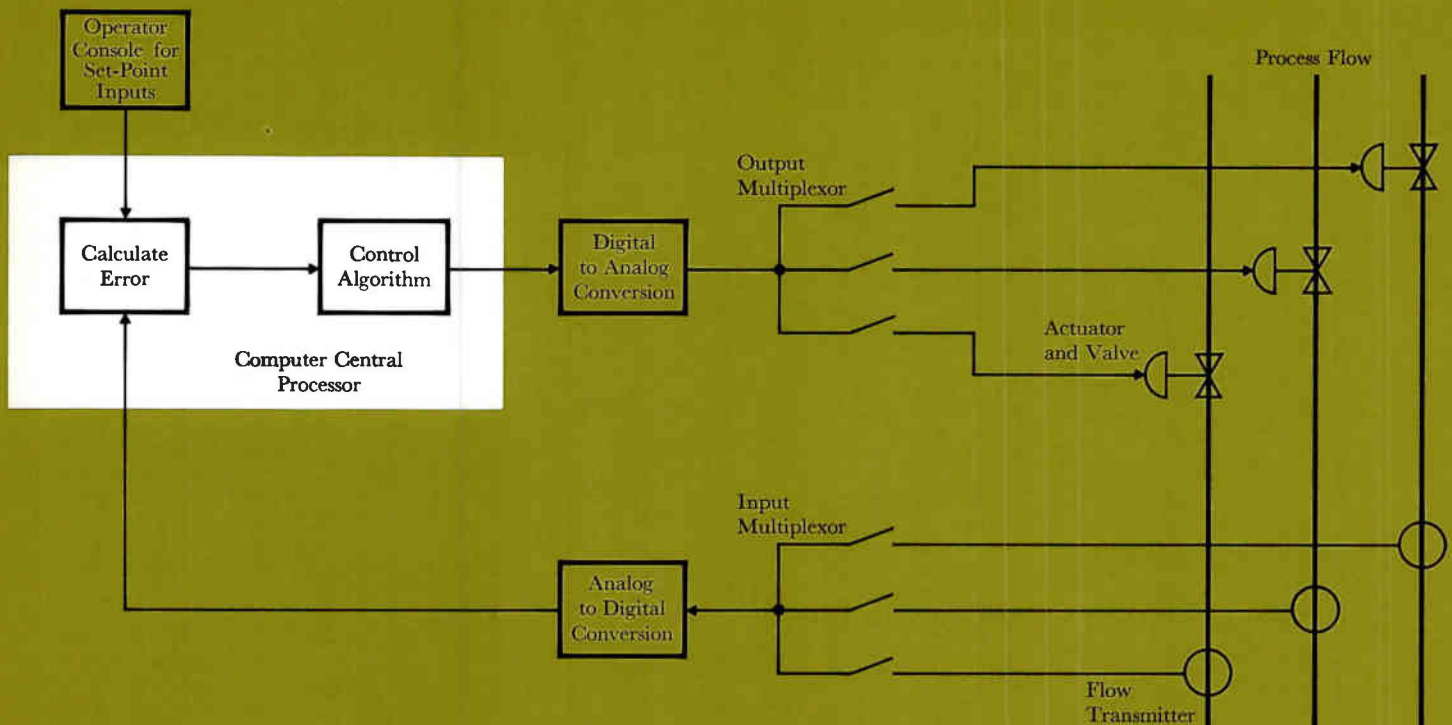 Operator
Console for
Set-Point
Inputs
Process Flow
Output
Multiplexor
Calculate
Error
Control
Algorithm
Digital
to Analog
Conversion
Actuator
and Valve
Computer Central
Processor
Input
Multiplexor
Analog
to Digital
Conversion
Flow
Transmitter